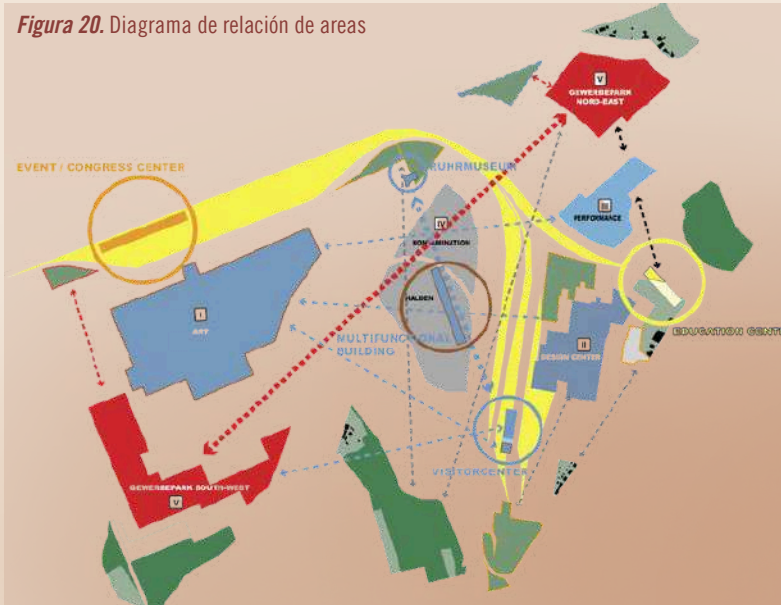 Figura 20. Diagrama de relación de areas
V
GEWERBEPARK
NORD-EAST
EVENT / CONGRESS CENTER
RUHRMUSEUM
III
PERFORMANCE
IV
KONTAMINATION
HALDEN
I
ART
MULTIFUNCTIONAL
BUILDING
II
DESIGN CENTER
EDUCATION CENT
VISITORCENTER
GEWERBEPARK SOUTH-WEST
V